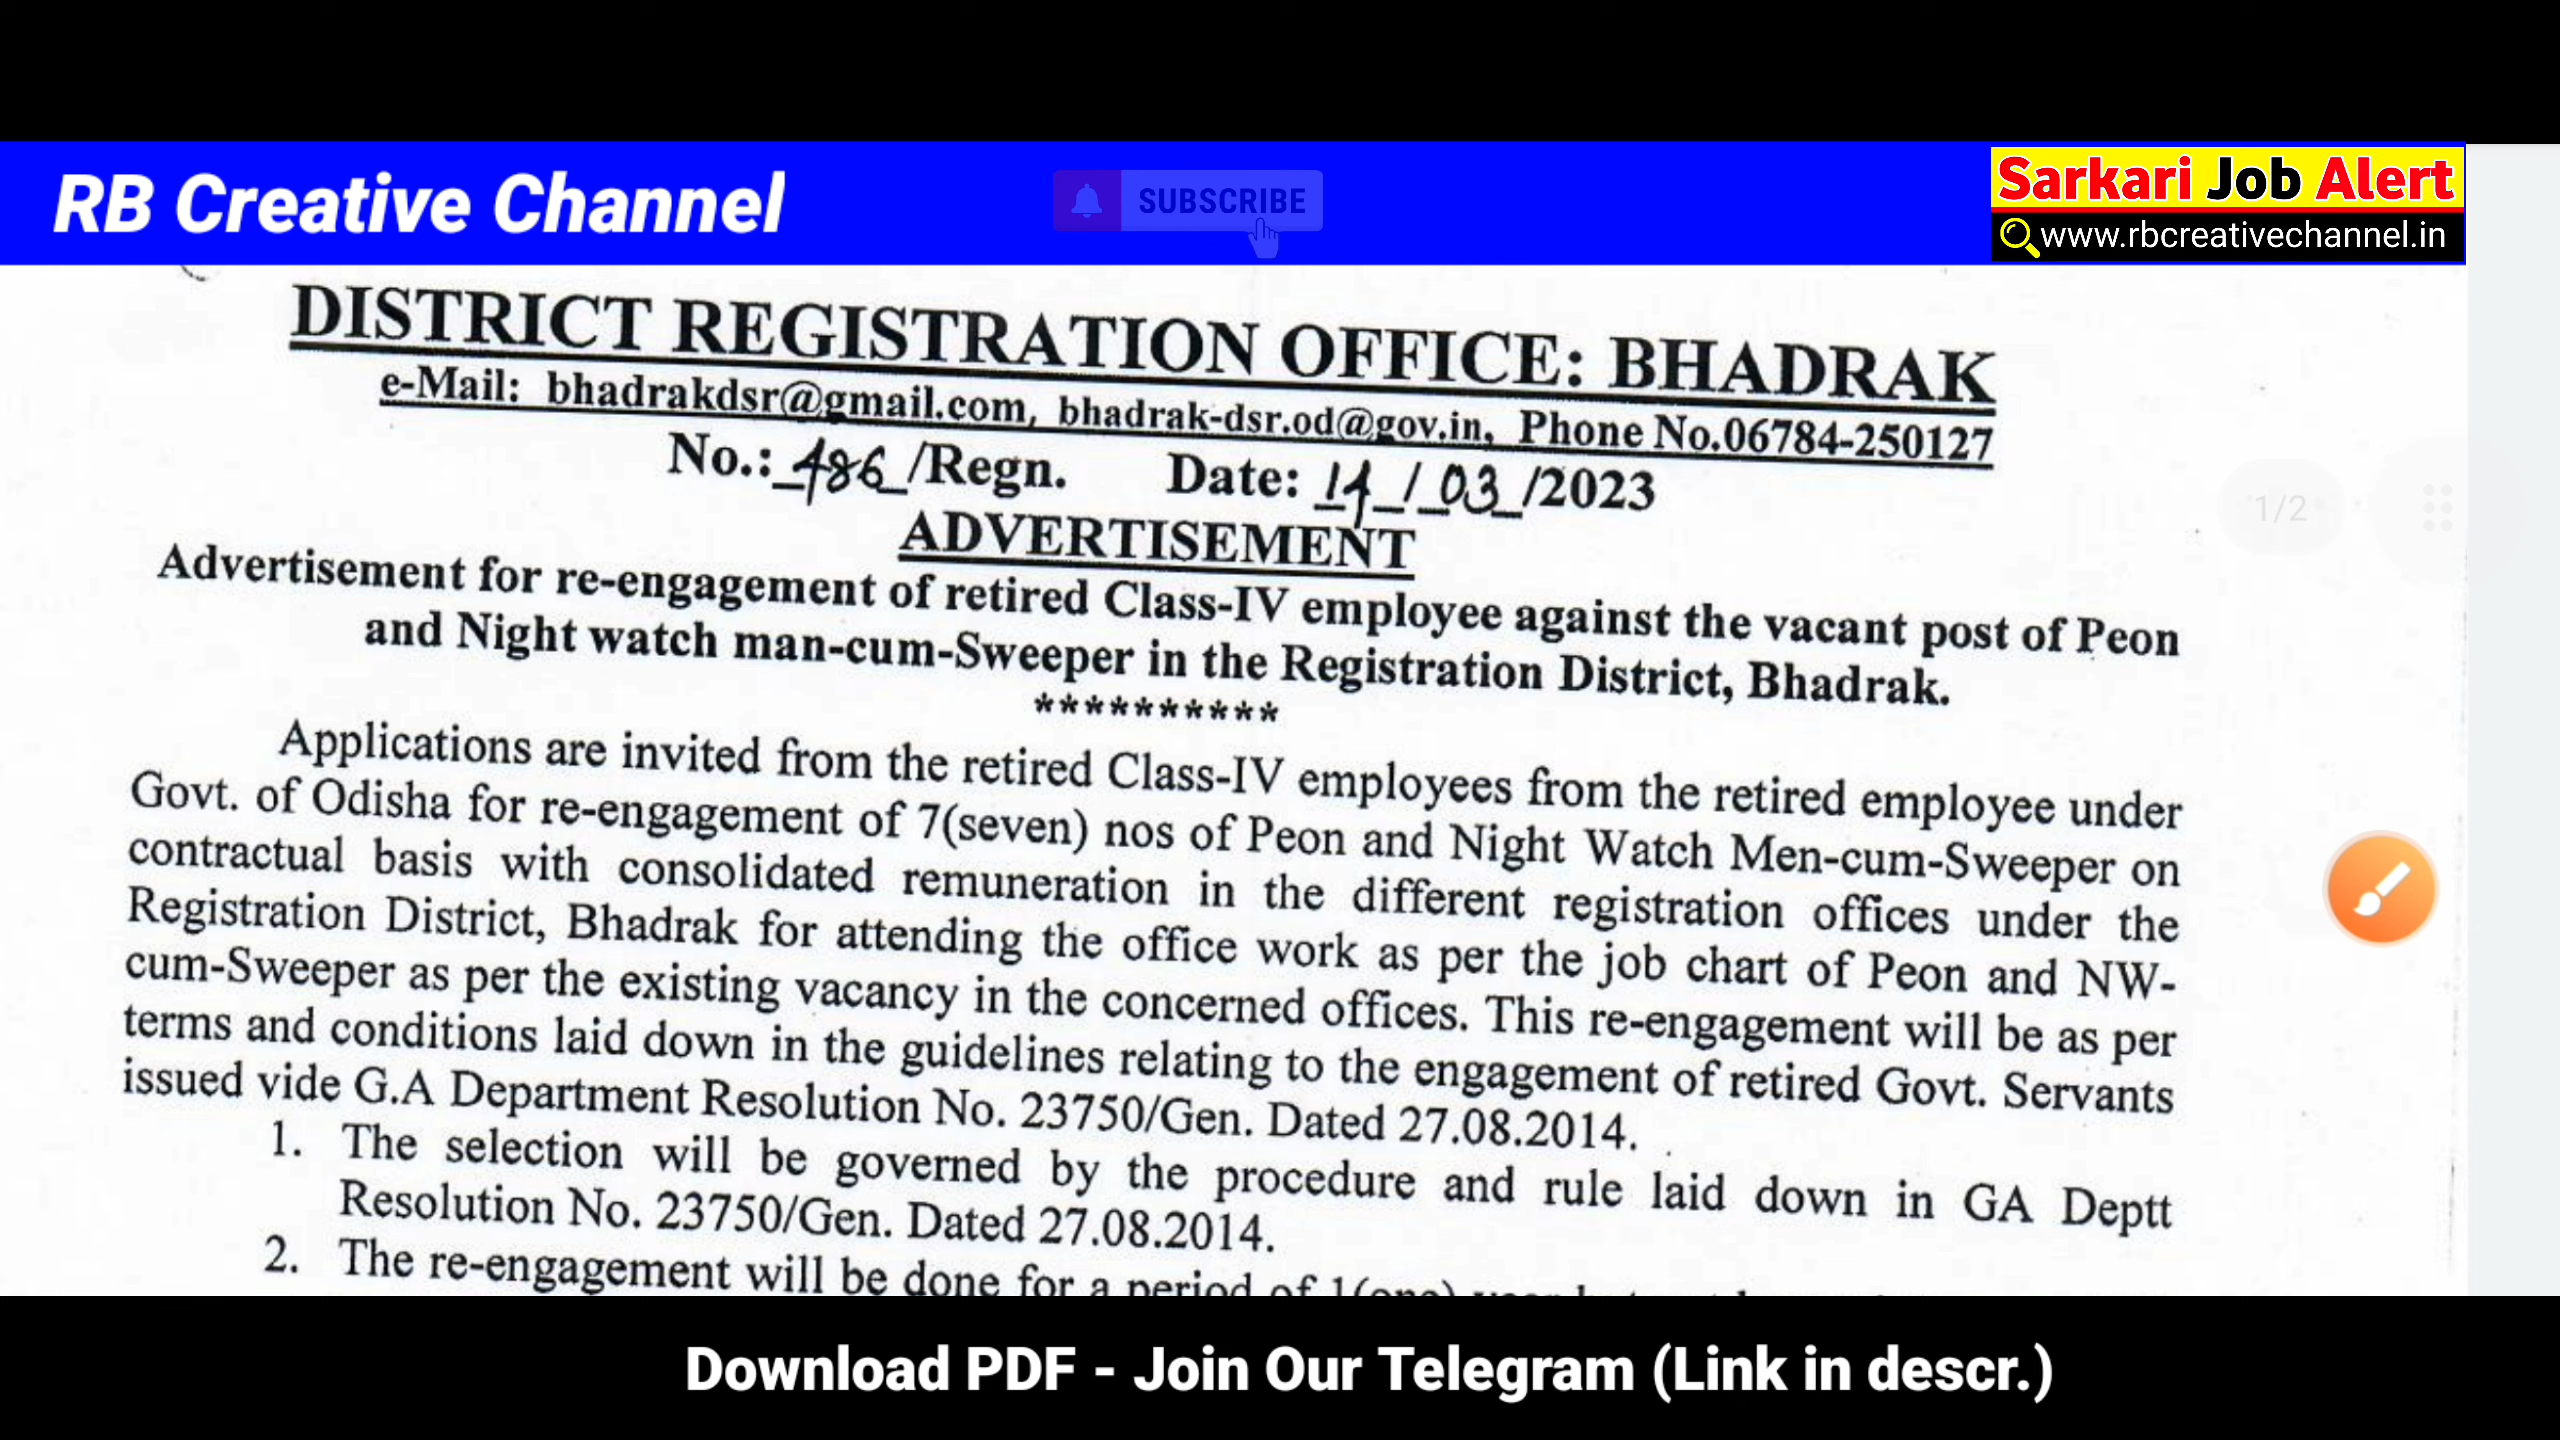 RB Creative Channel
SUBSCRIBE
Sarkari Job Alert
www.rbcreativechannel.in
DISTRICT REGISTRATION OFFICE: BHADRAK
e-Mail: bhadrakdsr@gmail.com, bhadrak-dsr.od@gov.in, Phone No.06784-250127
No.: 486 /Regn. Date: 14 / 03 /2023
1/2
ADVERTISEMENT
Advertisement for re-engagement of retired Class-IV employee against the vacant post of Peon
and Night watch man-cum-Sweeper in the Registration District, Bhadrak.
**********
Applications are invited from the retired Class-IV employees from the retired employee under
Govt. of Odisha for re-engagement of 7(seven) nos of Peon and Night Watch Men-cum-Sweeper on
contractual basis with consolidated remuneration in the different registration offices under the
Registration District, Bhadrak for attending the office work as per the job chart of Peon and NW-
cum-Sweeper as per the existing vacancy in the concerned offices. This re-engagement will be as per
terms and conditions laid down in the guidelines relating to the engagement of retired Govt. Servants
issued vide G.A Department Resolution No. 23750/Gen. Dated 27.08.2014.
1. The selection will be governed by the procedure and rule laid down in GA Deptt
Resolution No. 23750/Gen. Dated 27.08.2014.
2. The re-engagement will be done for a period of 1(one)
Download PDF - Join Our Telegram (Link in descr.)